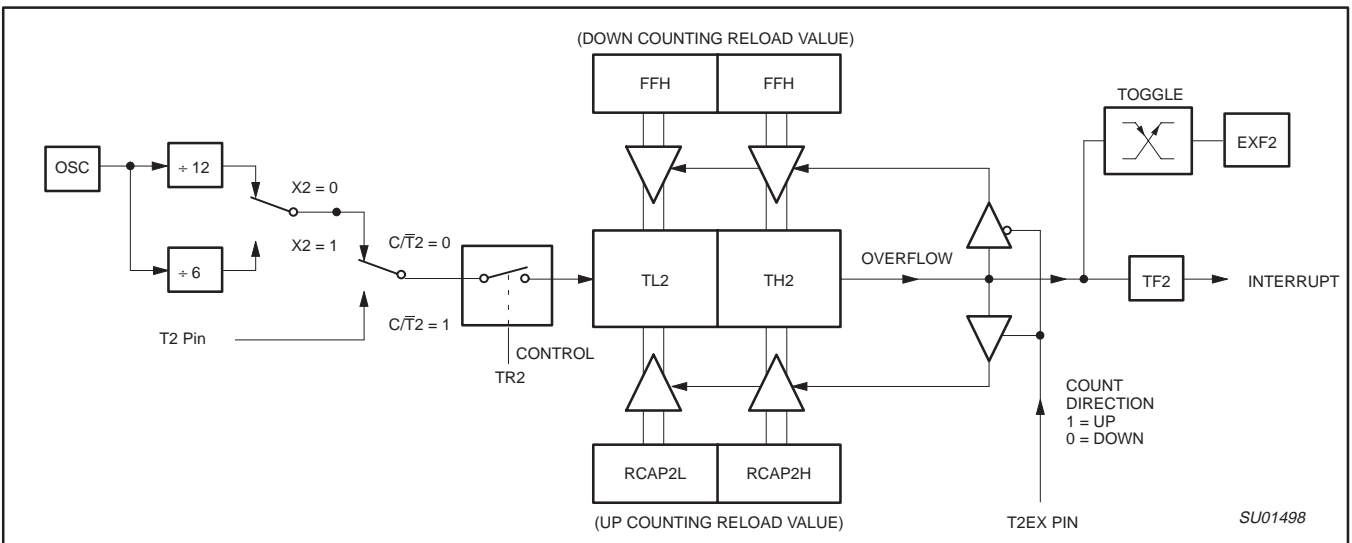 (DOWN COUNTING RELOAD VALUE)
FFH
FFH
TOGGLE
OSC
÷ 12
EXF2
X2 = 0
X2 = 1
C/T̅2 = 0
÷ 6
TL2
TH2
OVERFLOW
TF2
INTERRUPT
T2 Pin
C/T̅2 = 1
CONTROL
TR2
COUNT
DIRECTION
1 = UP
0 = DOWN
RCAP2L
RCAP2H
(UP COUNTING RELOAD VALUE)
T2EX PIN
SU01498